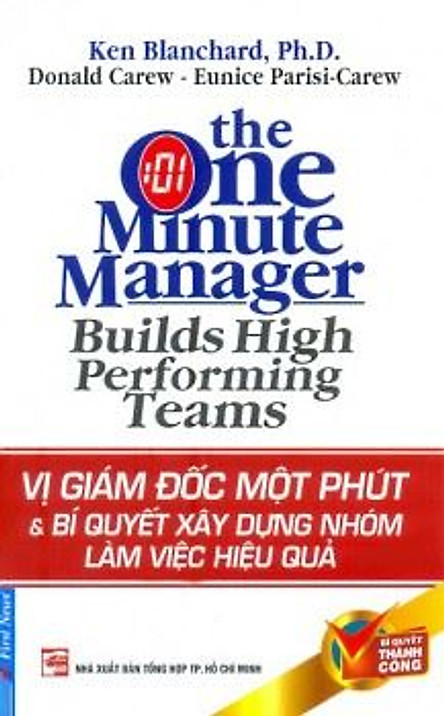 Ken Blanchard, Ph.D.
Donald Carew - Eunice Parisi-Carew
the
One
:01
Minute
Manager
Builds High
Performing
Teams
VỊ GIÁM ĐỐC MỘT PHÚT
& BÍ QUYẾT XÂY DỰNG NHÓM
LÀM VIỆC HIỆU QUẢ
First News
NHÀ XUẤT BẢN TỔNG HỢP TP. HỒ CHÍ MINH
BÍ QUYẾT
THÀNH
CÔNG